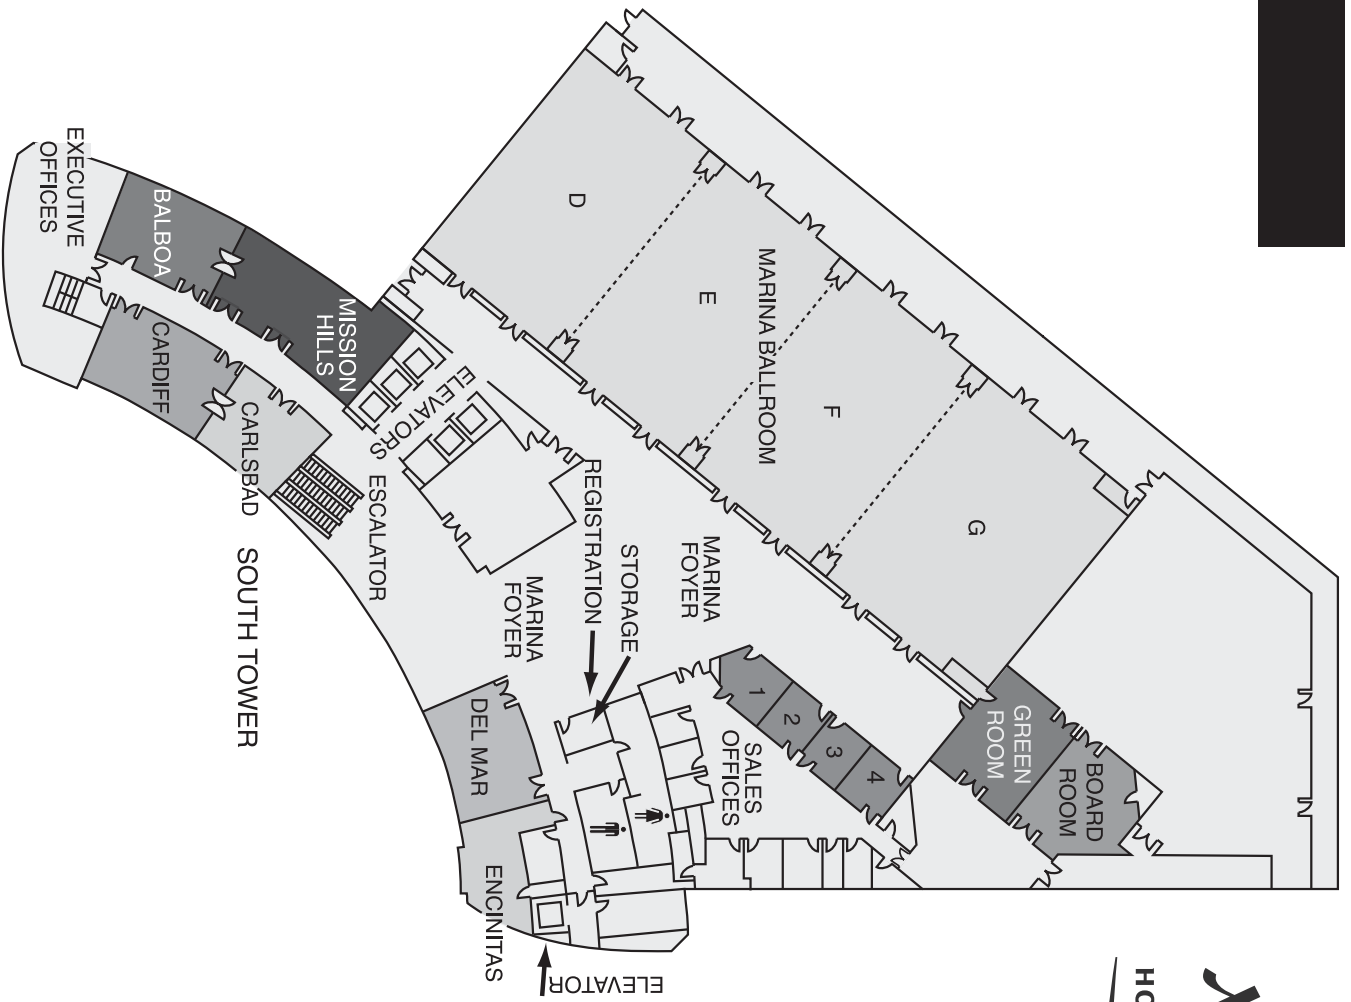 EXECUTIVE
OFFICES
BALBOA
MISSION
HILLS
CARDIFF
CARLSBAD
ELEVATORS
ESCALATOR
SOUTH TOWER
D
E
MARINA BALLROOM
F
G
REGISTRATION
STORAGE
MARINA
FOYER
MARINA
FOYER
DEL MAR
ENCINITAS
ELEVATOR
SALES
OFFICES
1
2
3
4
GREEN
ROOM
BOARD
ROOM